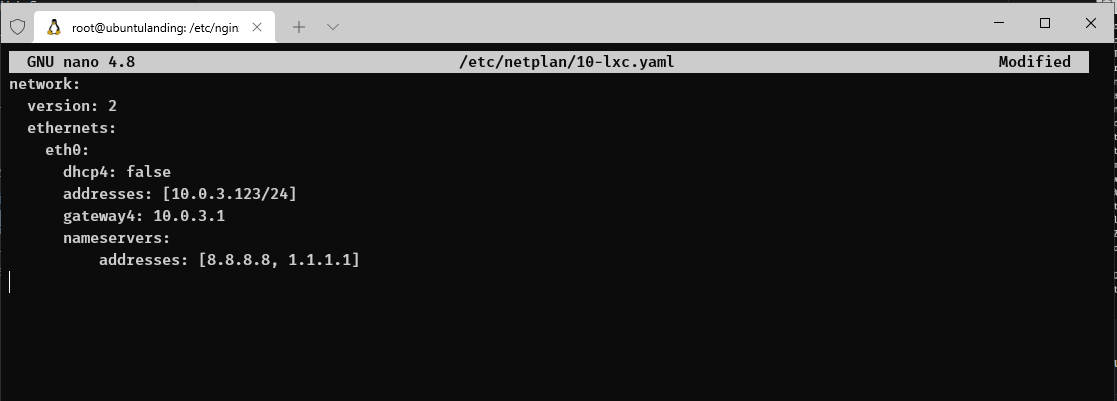 root@ubuntulanding: /etc/ngin
GNU nano 4.8 /etc/netplan/10-lxc.yaml Modified
network:
  version: 2
  ethernets:
    eth0:
      dhcp4: false
      addresses: [10.0.3.123/24]
      gateway4: 10.0.3.1
      nameservers:
          addresses: [8.8.8.8, 1.1.1.1]